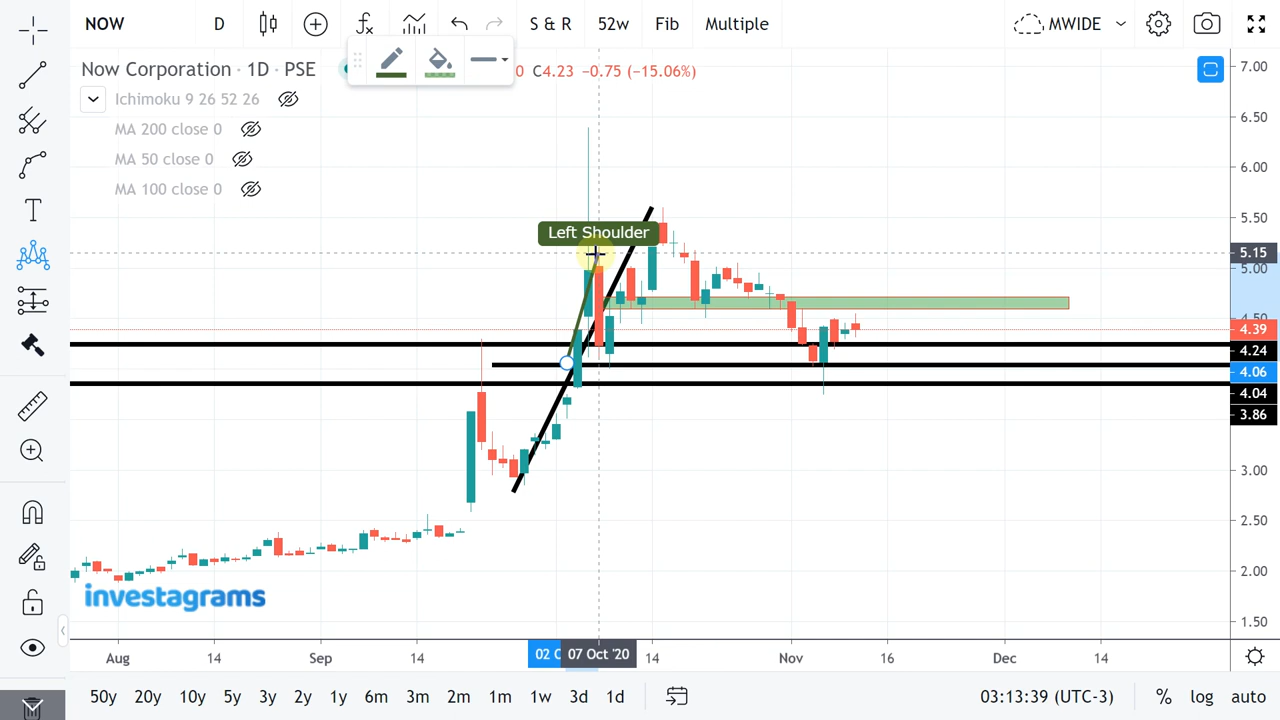 NOW D S & R 52w Fib Multiple MWIDE
Now Corporation · 1D · PSE 0 C4.23 −0.75 (−15.06%)
Ichimoku 9 26 52 26
MA 200 close 0
MA 50 close 0
MA 100 close 0
Left Shoulder
7.00
6.50
6.00
5.50
5.15
5.00
4.50
4.39
4.24
4.06
4.04
3.86
3.00
2.50
2.00
1.50
investagrams
Aug 14 Sep 14 02 O 07 Oct '20 14 Nov 16 Dec 14
50y 20y 10y 5y 3y 2y 1y 6m 3m 2m 1m 1w 3d 1d 03:13:39 (UTC-3) % log auto